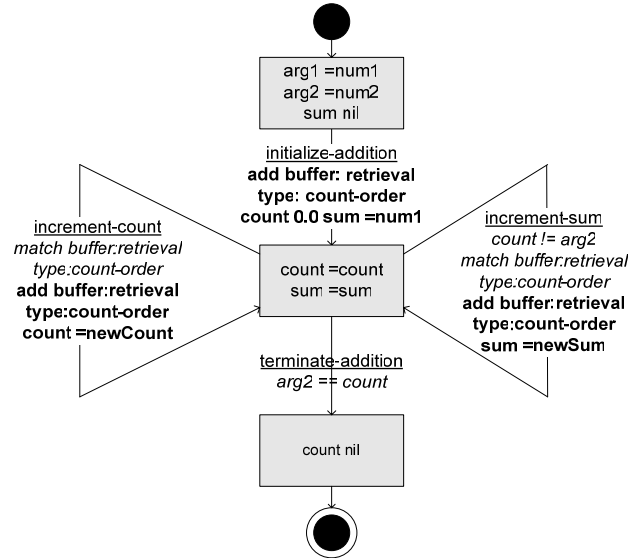 arg1 =num1
arg2 =num2
sum nil
initialize-addition
add buffer: retrieval
type: count-order
count 0.0 sum =num1
increment-count
match buffer:retrieval
type:count-order
add buffer:retrieval
type:count-order
count =newCount
count =count
sum =sum
increment-sum
count != arg2
match buffer:retrieval
type:count-order
add buffer:retrieval
type:count-order
sum =newSum
terminate-addition
arg2 == count
count nil